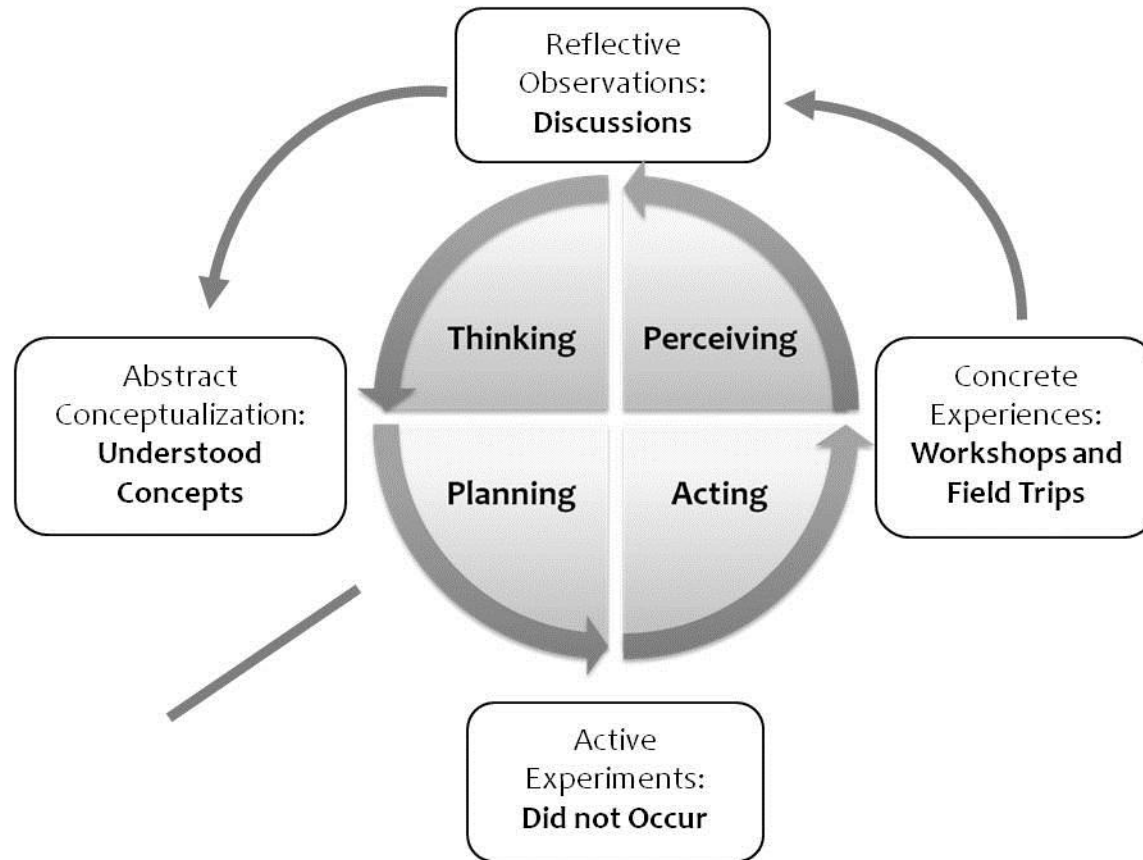 Reflective
Observations:
Discussions
Thinking
Perceiving
Abstract
Conceptualization:
Understood
Concepts
Concrete
Experiences:
Workshops and
Field Trips
Planning
Acting
Active
Experiments:
Did not Occur